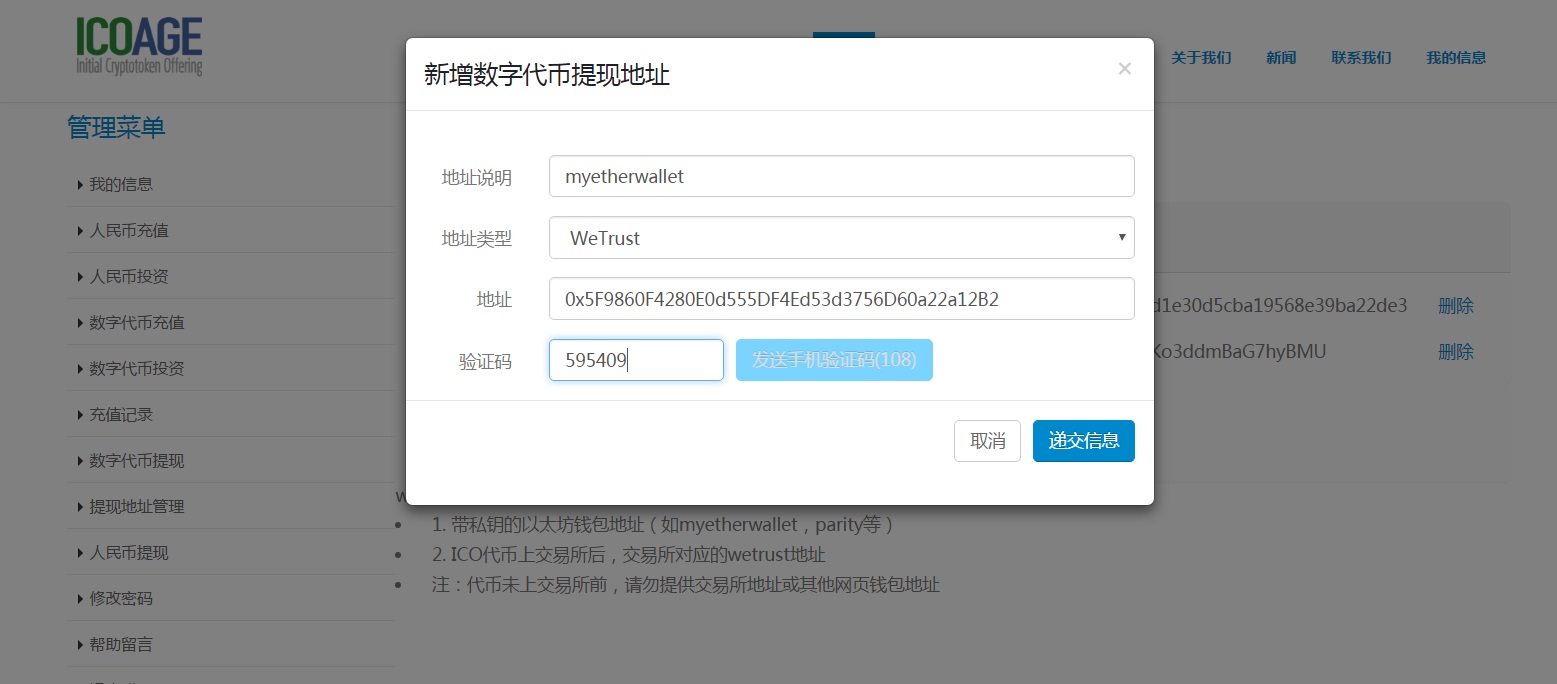 ICOAGE
Initial Cryptotoken Offering
关于我们
新闻
联系我们
我的信息
管理菜单
我的信息
人民币充值
人民币投资
数字代币充值
数字代币投资
充值记录
数字代币提现
提现地址管理
人民币提现
修改密码
帮助留言
新增数字代币提现地址
×
地址说明
myetherwallet
地址类型
WeTrust
地址
0x5F9860F4280E0d555DF4Ed53d3756D60a22a12B2
验证码
595409
发送手机验证码(108)
取消
递交信息
d1e30d5cba19568e39ba22de3
删除
Ko3ddmBaG7hyBMU
删除
w
1. 带私钥的以太坊钱包地址（如myetherwallet，parity等）
2. ICO代币上交易所后，交易所对应的wetrust地址
注：代币未上交易所前，请勿提供交易所地址或其他网页钱包地址